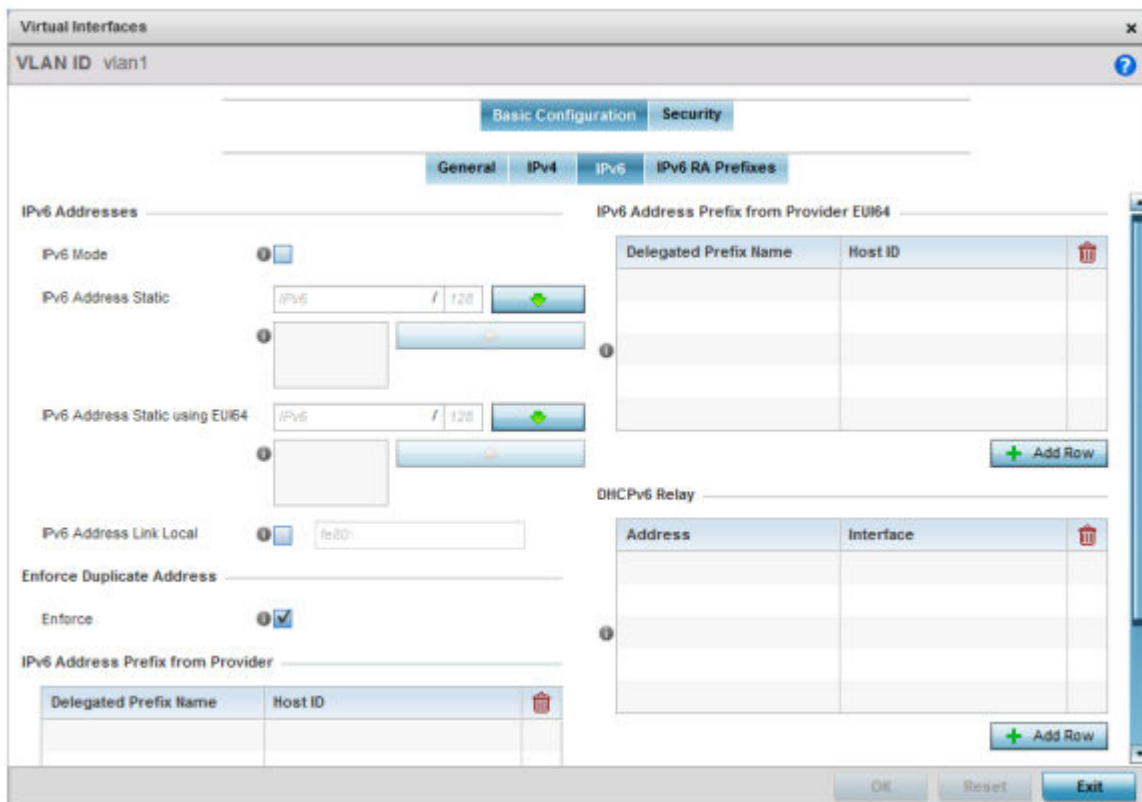 Virtual Interfaces
VLAN ID vlan1
Basic Configuration Security
General IPv4 IPv6 IPv6 RA Prefixes
IPv6 Addresses
IPv6 Mode
IPv6 Address Static
IPv6 / 128
IPv6 Address Static using EUI64
IPv6 / 128
IPv6 Address Link Local
fe80:
Enforce Duplicate Address
Enforce
IPv6 Address Prefix from Provider
Delegated Prefix Name Host ID
IPv6 Address Prefix from Provider EUI64
Delegated Prefix Name Host ID
Add Row
DHCPv6 Relay
Address Interface
Add Row
OK Reset Exit